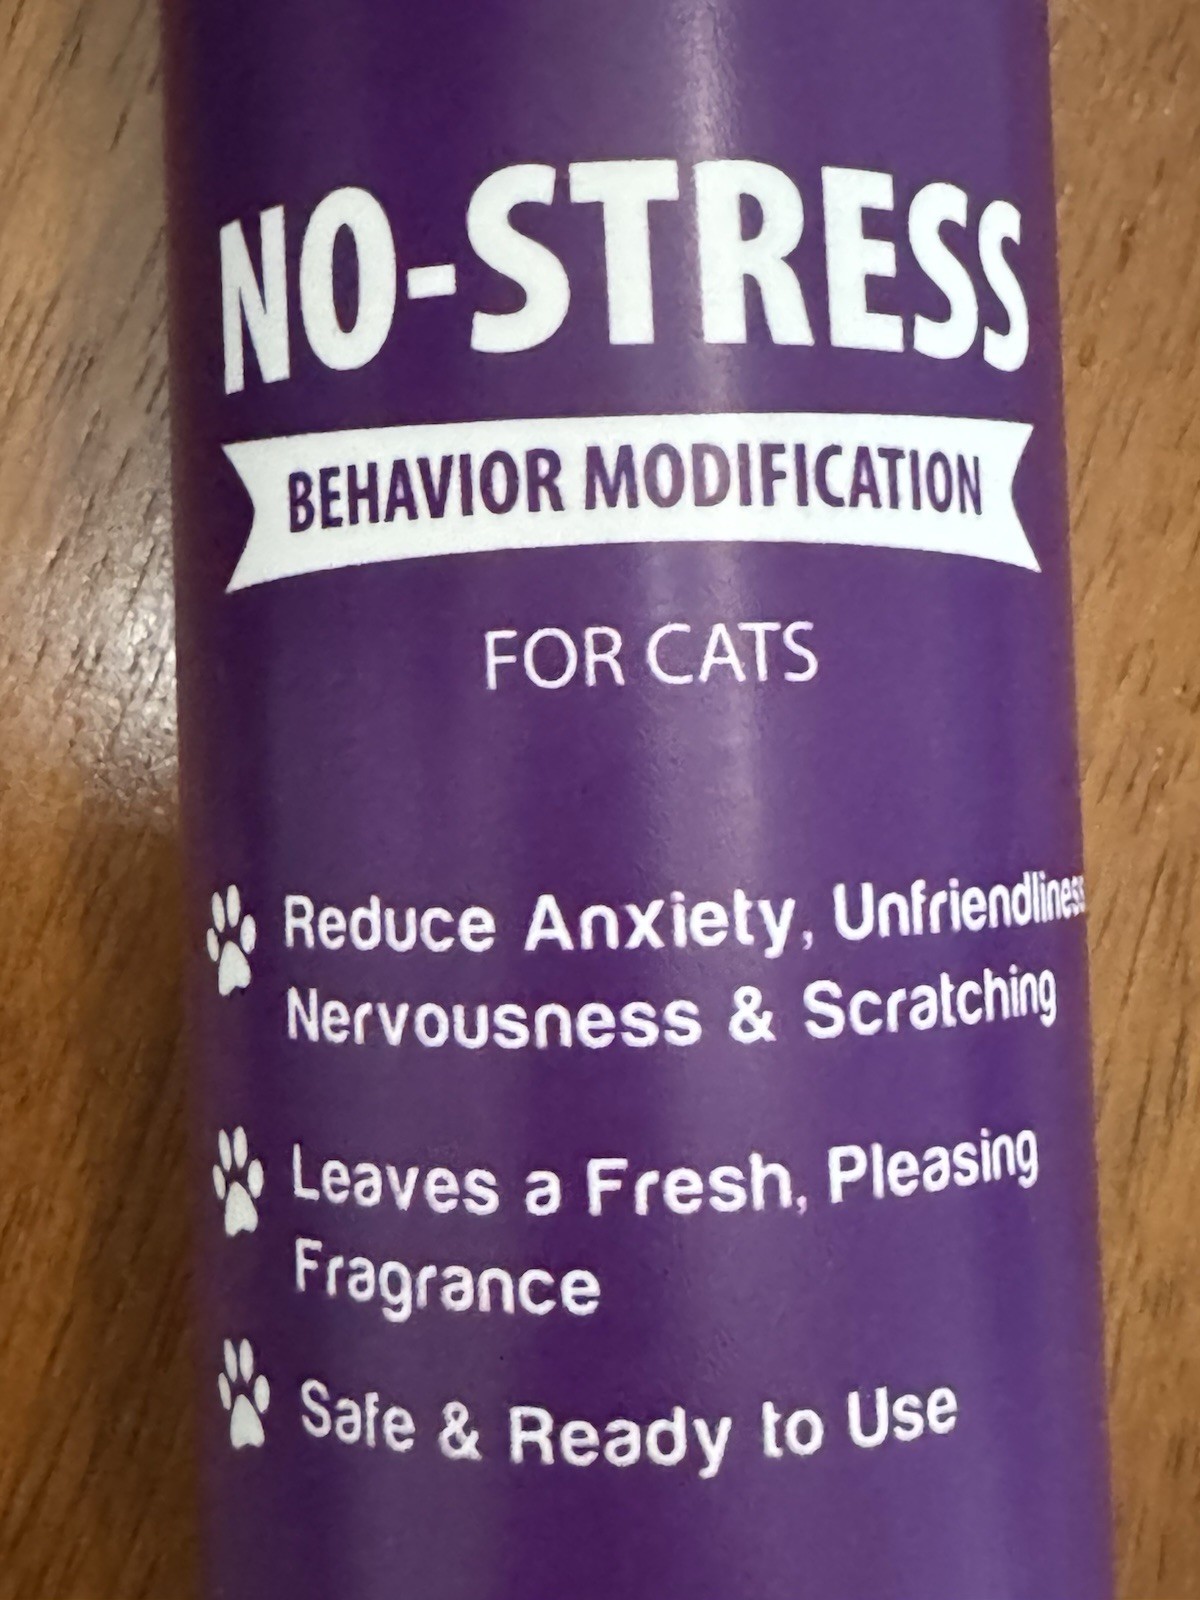 NO-STRESS
BEHAVIOR MODIFICATION
FOR CATS
Reduce Anxiety, Unfriendliness
Nervousness & Scratching
Leaves a Fresh, Pleasing
Fragrance
Safe & Ready to Use